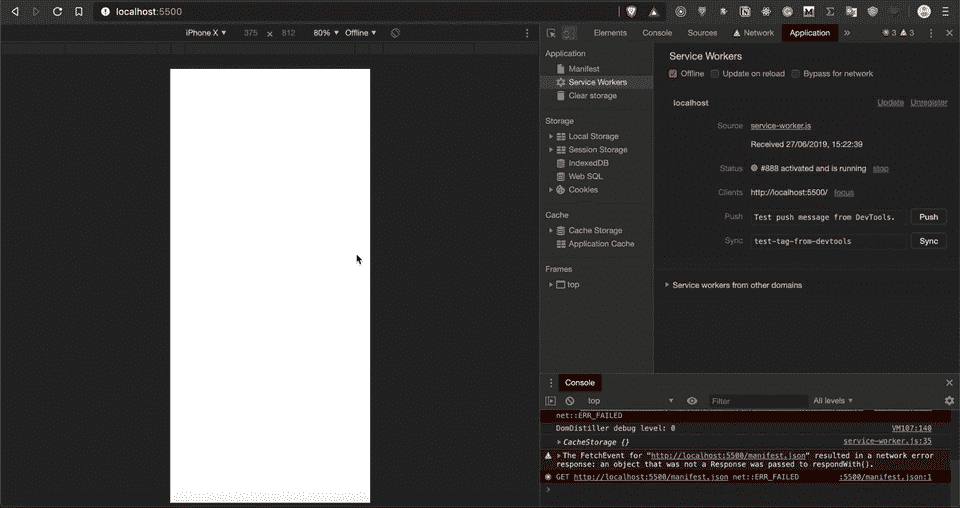 localhost:5500
iPhone X ▼ 375 × 812 80% ▼ Offline ▼
Elements Console Sources Network Application » 3 3
Application
Manifest
Service Workers
Clear storage
Storage
Local Storage
Session Storage
IndexedDB
Web SQL
Cookies
Cache
Cache Storage
Application Cache
Frames
top
Service Workers
Offline Update on reload Bypass for network
localhost Update Unregister
Source service-worker.js
Received 27/06/2019, 15:22:39
Status #888 activated and is running stop
Clients http://localhost:5500/ focus
Push Test push message from DevTools. Push
Sync test-tag-from-devtools Sync
Service workers from other domains
Console
top ▼ Filter All levels ▼
net::ERR_FAILED
DomDistiller debug level: 0 VM107:140
CacheStorage {} service-worker.js:35
The FetchEvent for "http://localhost:5500/manifest.json" resulted in a network error
response: an object that was not a Response was passed to respondWith().
GET http://localhost:5500/manifest.json net::ERR_FAILED :5500/manifest.json:1